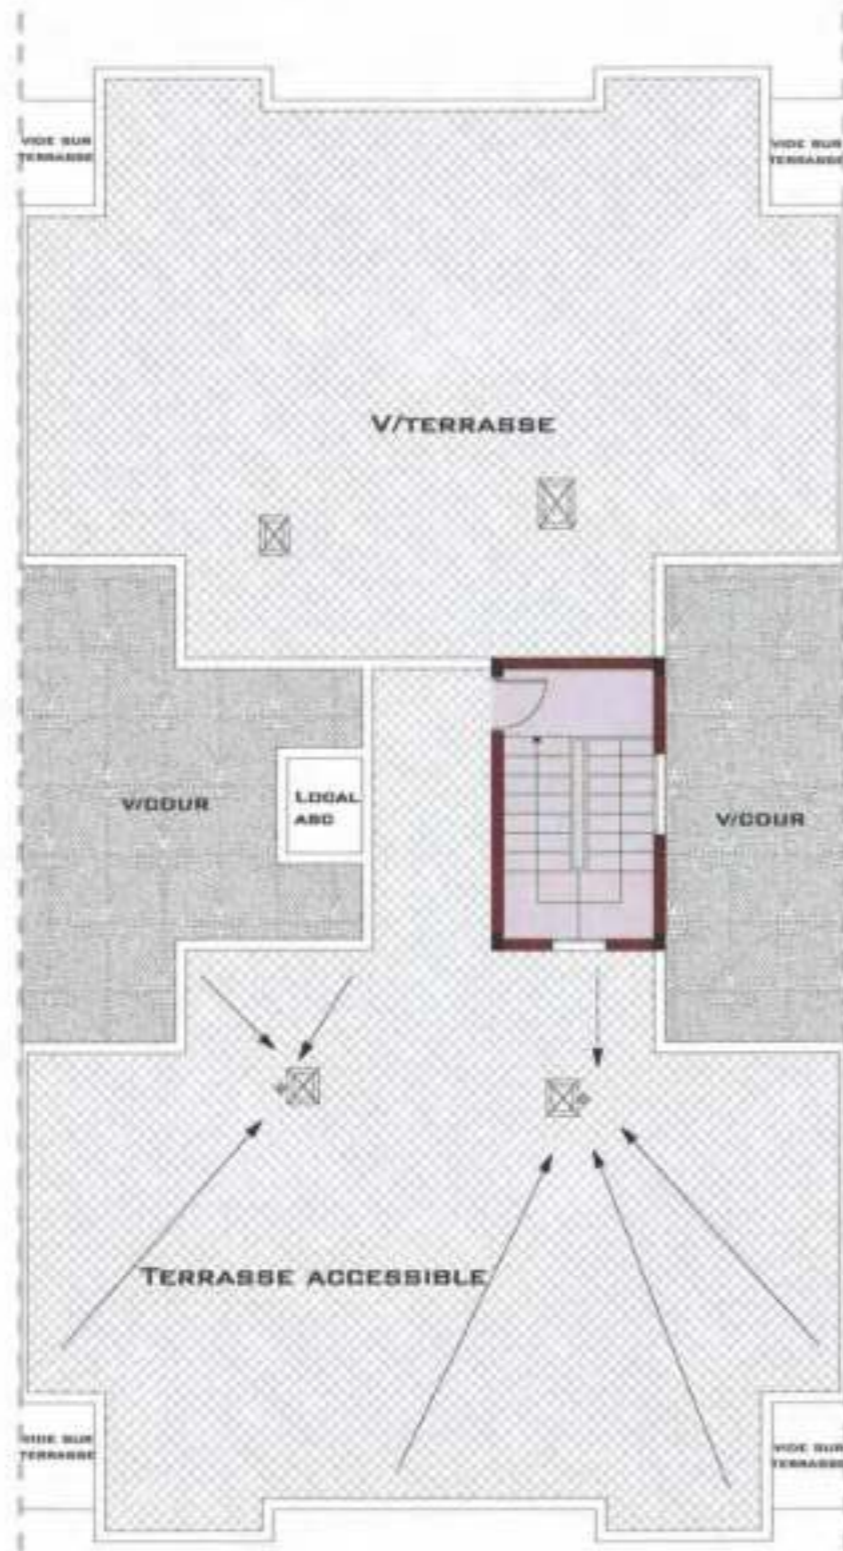 VIDE SUR
TERRASSE
VIDE SUR
TERRASSE
V/TERRASSE
V/COUR
LOCAL
ASC
V/COUR
TERRASSE ACCESSIBLE
VIDE SUR
TERRASSE
VIDE SUR
TERRASSE